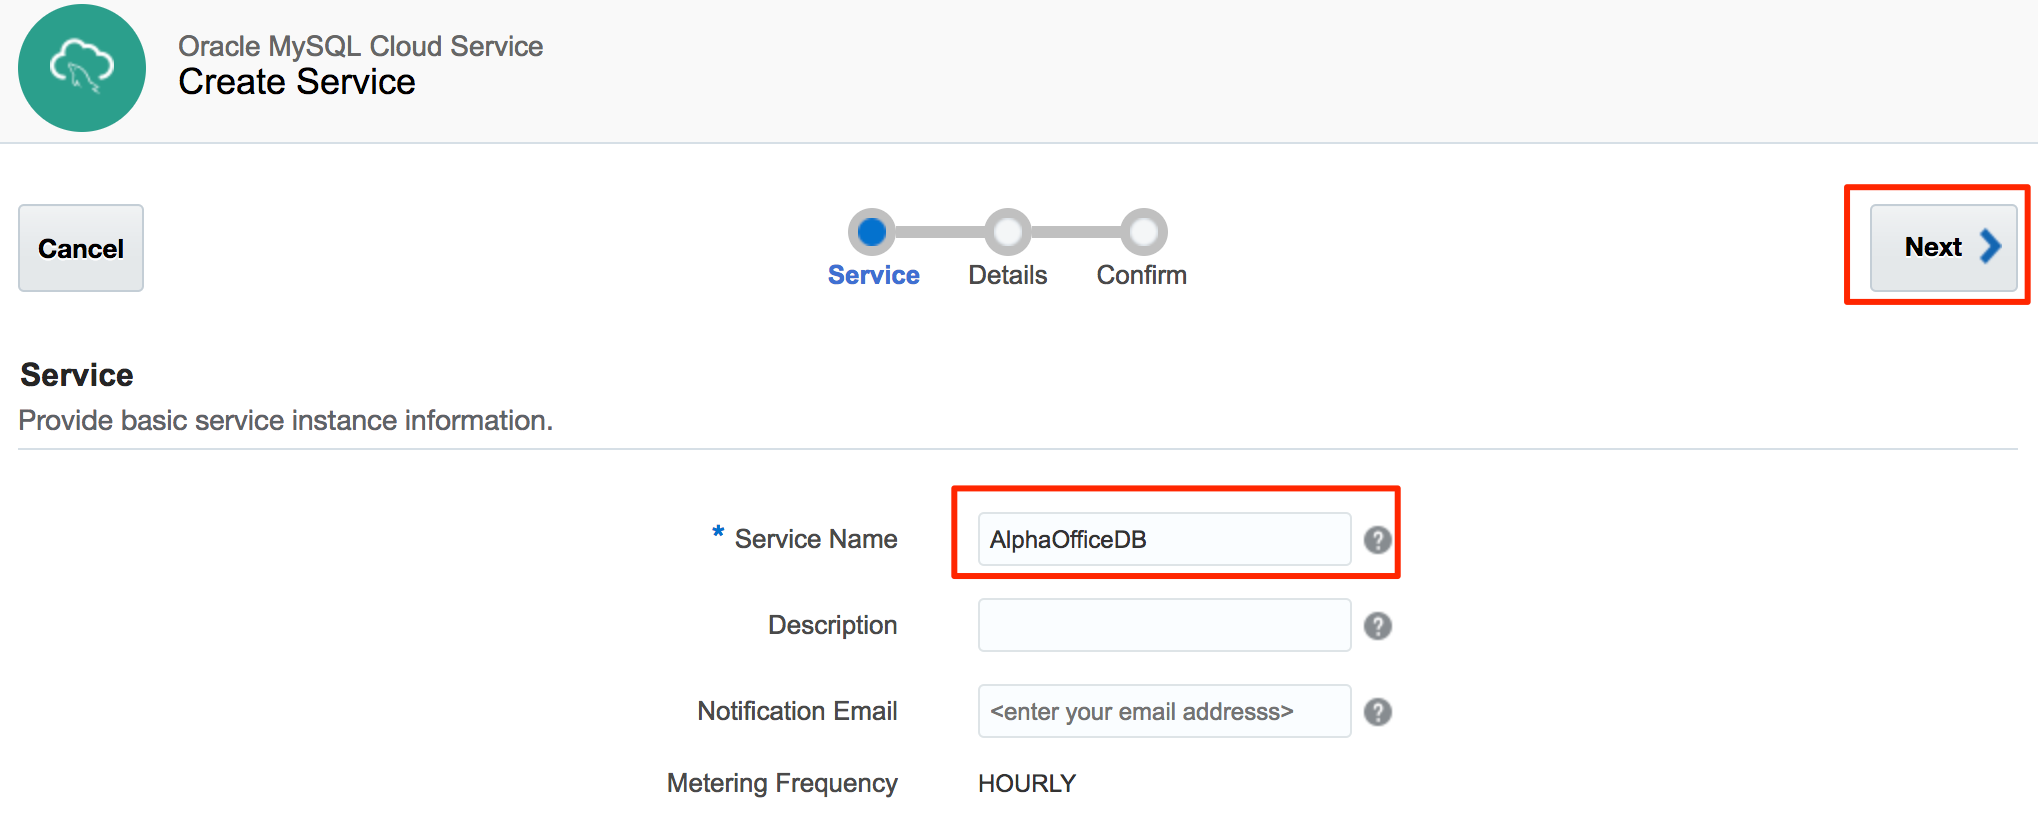 Oracle MySQL Cloud Service
Create Service
Cancel
Service
Details
Confirm
Next
Service
Provide basic service instance information.
* Service Name
AlphaOfficeDB
?
Description
?
Notification Email
<enter your email addresss>
?
Metering Frequency
HOURLY